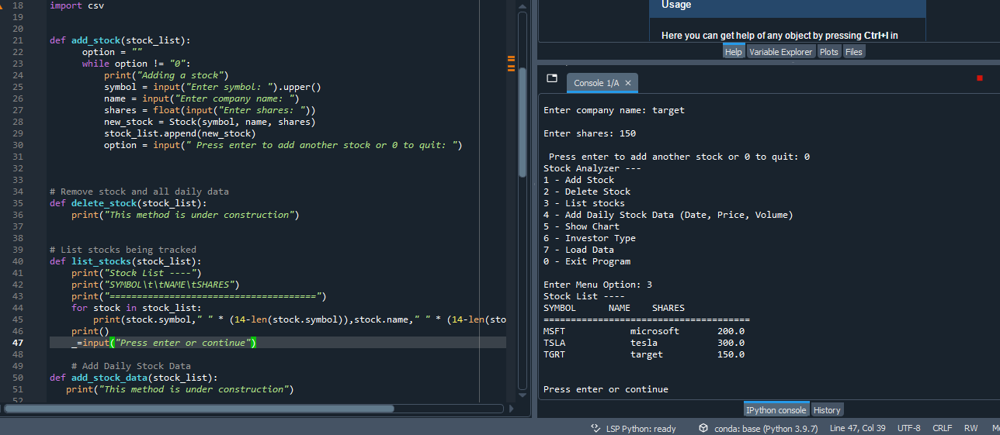 18 import csv
19
20
21 def add_stock(stock_list):
22 option = ""
23 while option != "0":
24 print("Adding a stock")
25 symbol = input("Enter symbol: ").upper()
26 name = input("Enter company name: ")
27 shares = float(input("Enter shares: "))
28 new_stock = Stock(symbol, name, shares)
29 stock_list.append(new_stock)
30 option = input(" Press enter to add another stock or 0 to quit: ")
31
32
33
34 # Remove stock and all daily data
35 def delete_stock(stock_list):
36 print("This method is under construction")
37
38
39 # List stocks being tracked
40 def list_stocks(stock_list):
41 print("Stock List ----")
42 print("SYMBOL\t\tNAME\tSHARES")
43 print("======================================")
44 for stock in stock_list:
45 print(stock.symbol," " * (14-len(stock.symbol)),stock.name," " * (14-len(sto
46 print()
47 _=input("Press enter or continue")
48
49 # Add Daily Stock Data
50 def add_stock_data(stock_list):
51 print("This method is under construction")
52
Usage
Here you can get help of any object by pressing Ctrl+I in
Help Variable Explorer Plots Files
Console 1/A
Enter company name: target
Enter shares: 150
Press enter to add another stock or 0 to quit: 0
Stock Analyzer ---
1 - Add Stock
2 - Delete Stock
3 - List stocks
4 - Add Daily Stock Data (Date, Price, Volume)
5 - Show Chart
6 - Investor Type
7 - Load Data
0 - Exit Program
Enter Menu Option: 3
Stock List ----
SYMBOL NAME SHARES
======================================
MSFT microsoft 200.0
TSLA tesla 300.0
TGRT target 150.0
Press enter or continue
IPython console History
LSP Python: ready conda: base (Python 3.9.7) Line 47, Col 39 UTF-8 CRLF RW